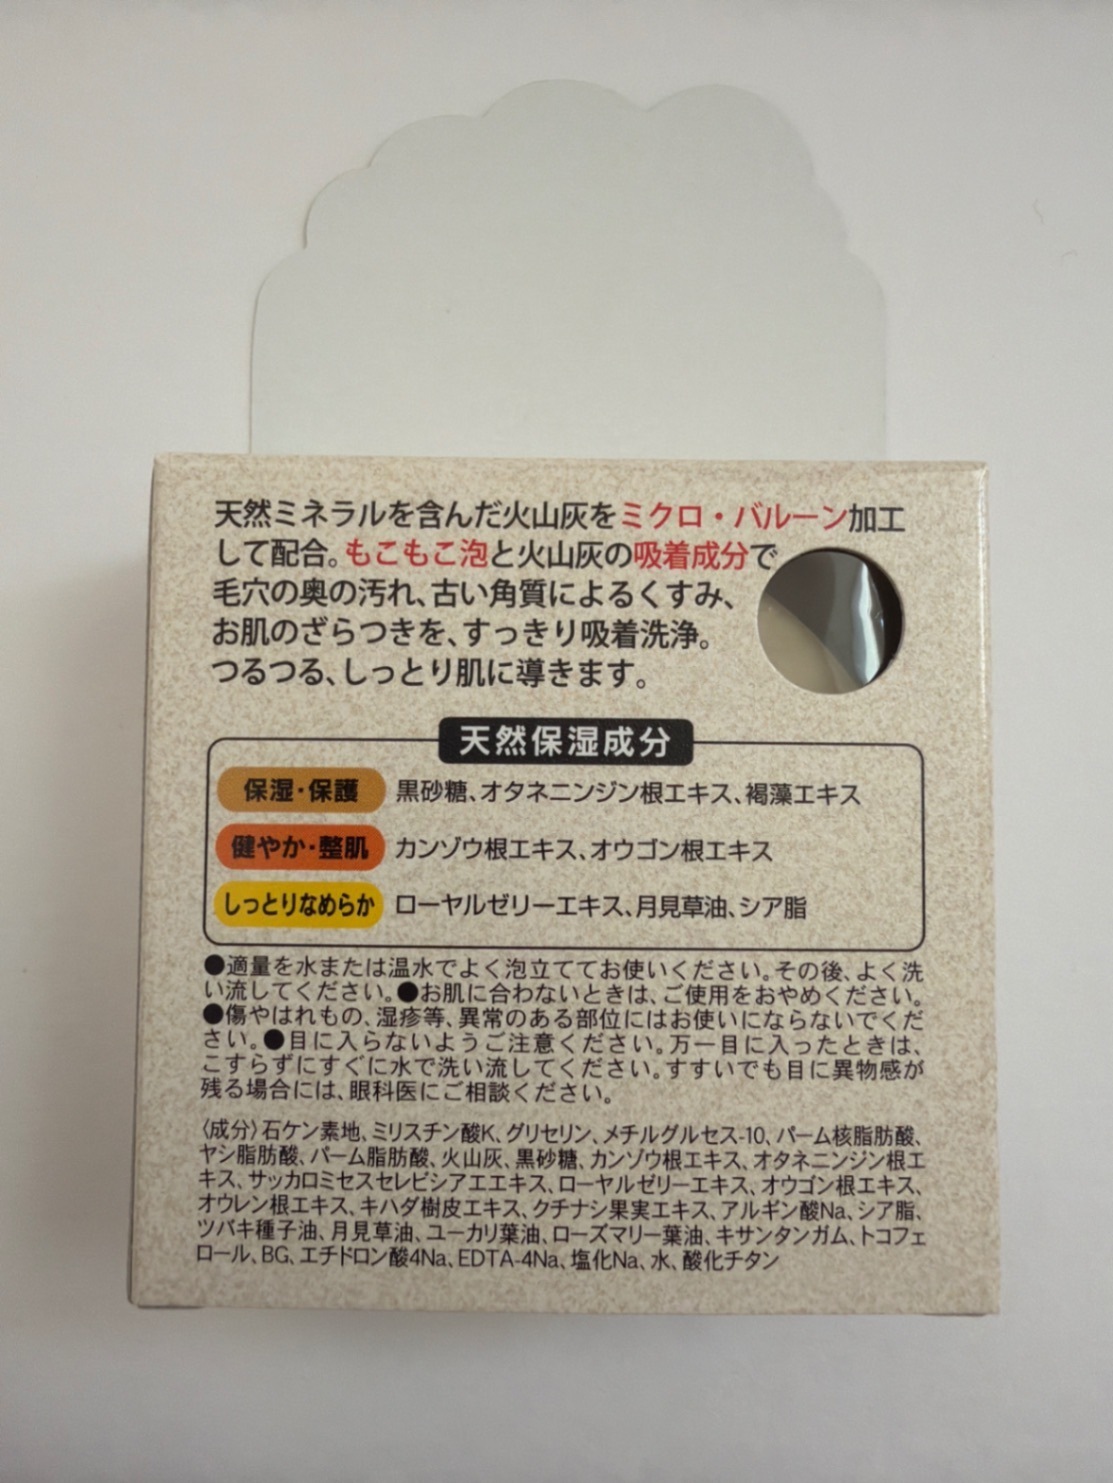 天然ミネラルを含んだ火山灰をミクロ・バルーン加工
して配合。もこもこ泡と火山灰の吸着成分で
毛穴の奥の汚れ、古い角質によるくすみ、
お肌のざらつきを、すっきり吸着洗浄。
つるつる、しっとり肌に導きます。
天然保湿成分
保湿・保護 黒砂糖、オタネニンジン根エキス、褐藻エキス
健やか・整肌 カンゾウ根エキス、オウゴン根エキス
しっとりなめらか ローヤルゼリーエキス、月見草油、シア脂
●適量を水または温水でよく泡立ててお使いください。その後、よく洗
い流してください。●お肌に合わないときは、ご使用をおやめください。
●傷やはれもの、湿疹等、異常のある部位にはお使いにならないでくだ
さい。●目に入らないようご注意ください。万一目に入ったときは、
こすらずにすぐに水で洗い流してください。すすいでも目に異物感が
残る場合には、眼科医にご相談ください。
〈成分〉石ケン素地、ミリスチン酸K、グリセリン、メチルグルセス-10、パーム核脂肪酸、
ヤシ脂肪酸、パーム脂肪酸、火山灰、黒砂糖、カンゾウ根エキス、オタネニンジン根エ
キス、サッカロミセスセレビシアエエキス、ローヤルゼリーエキス、オウゴン根エキス、
オウレン根エキス、キハダ樹皮エキス、クチナシ果実エキス、アルギン酸Na、シア脂、
ツバキ種子油、月見草油、ユーカリ葉油、ローズマリー葉油、キサンタンガム、トコフェ
ロール、BG、エチドロン酸4Na、EDTA-4Na、塩化Na、水、酸化チタン